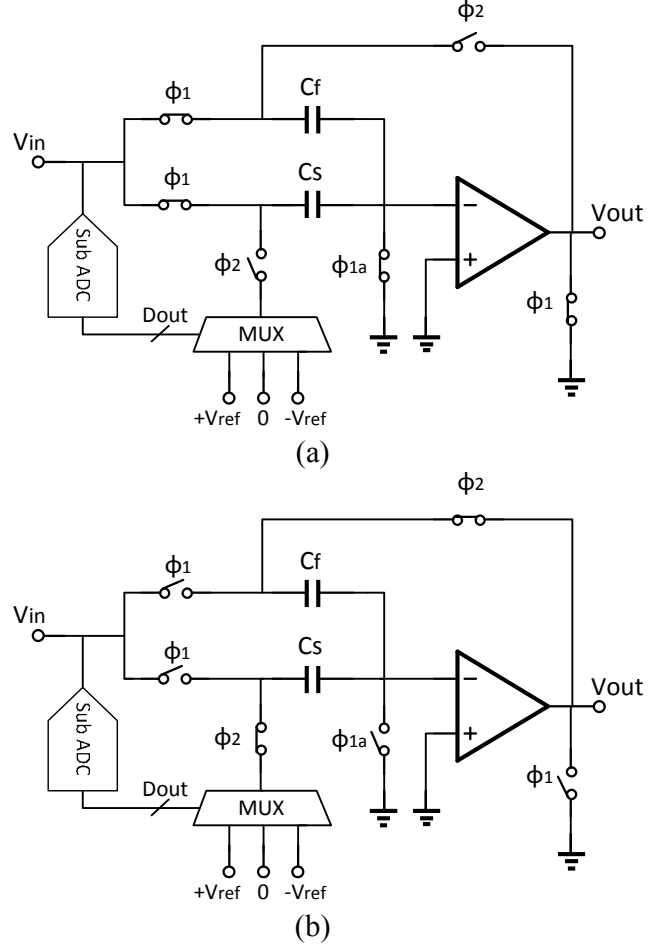 ϕ2
ϕ1
Cf
Vin
ϕ1
Cs
−
Vout
Sub ADC
ϕ2
ϕ1a
+
ϕ1
Dout
MUX
+Vref 0 -Vref
(a)
ϕ2
ϕ1
Cf
Vin
ϕ1
Cs
−
Vout
Sub ADC
ϕ2
ϕ1a
+
ϕ1
Dout
MUX
+Vref 0 -Vref
(b)